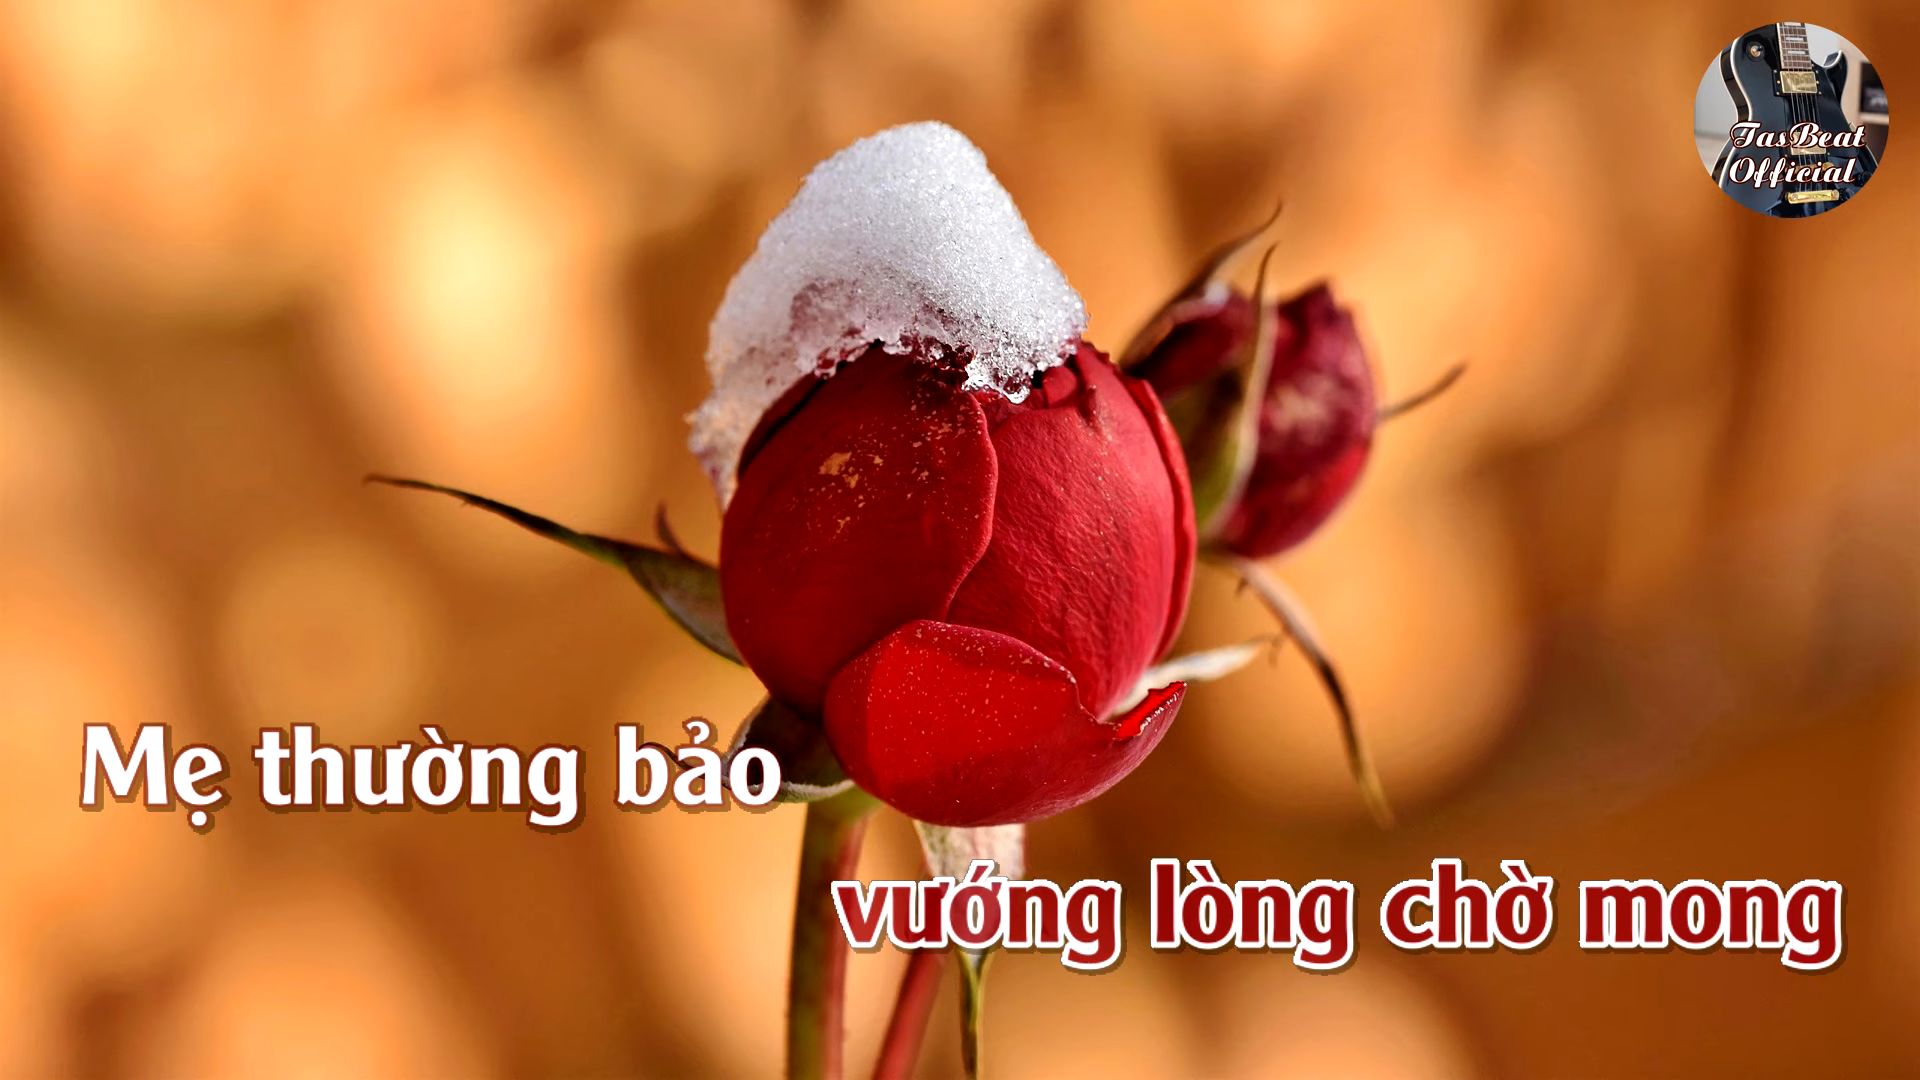 TasBeat
Official
Mẹ thường bảo
vướng lòng chờ mong